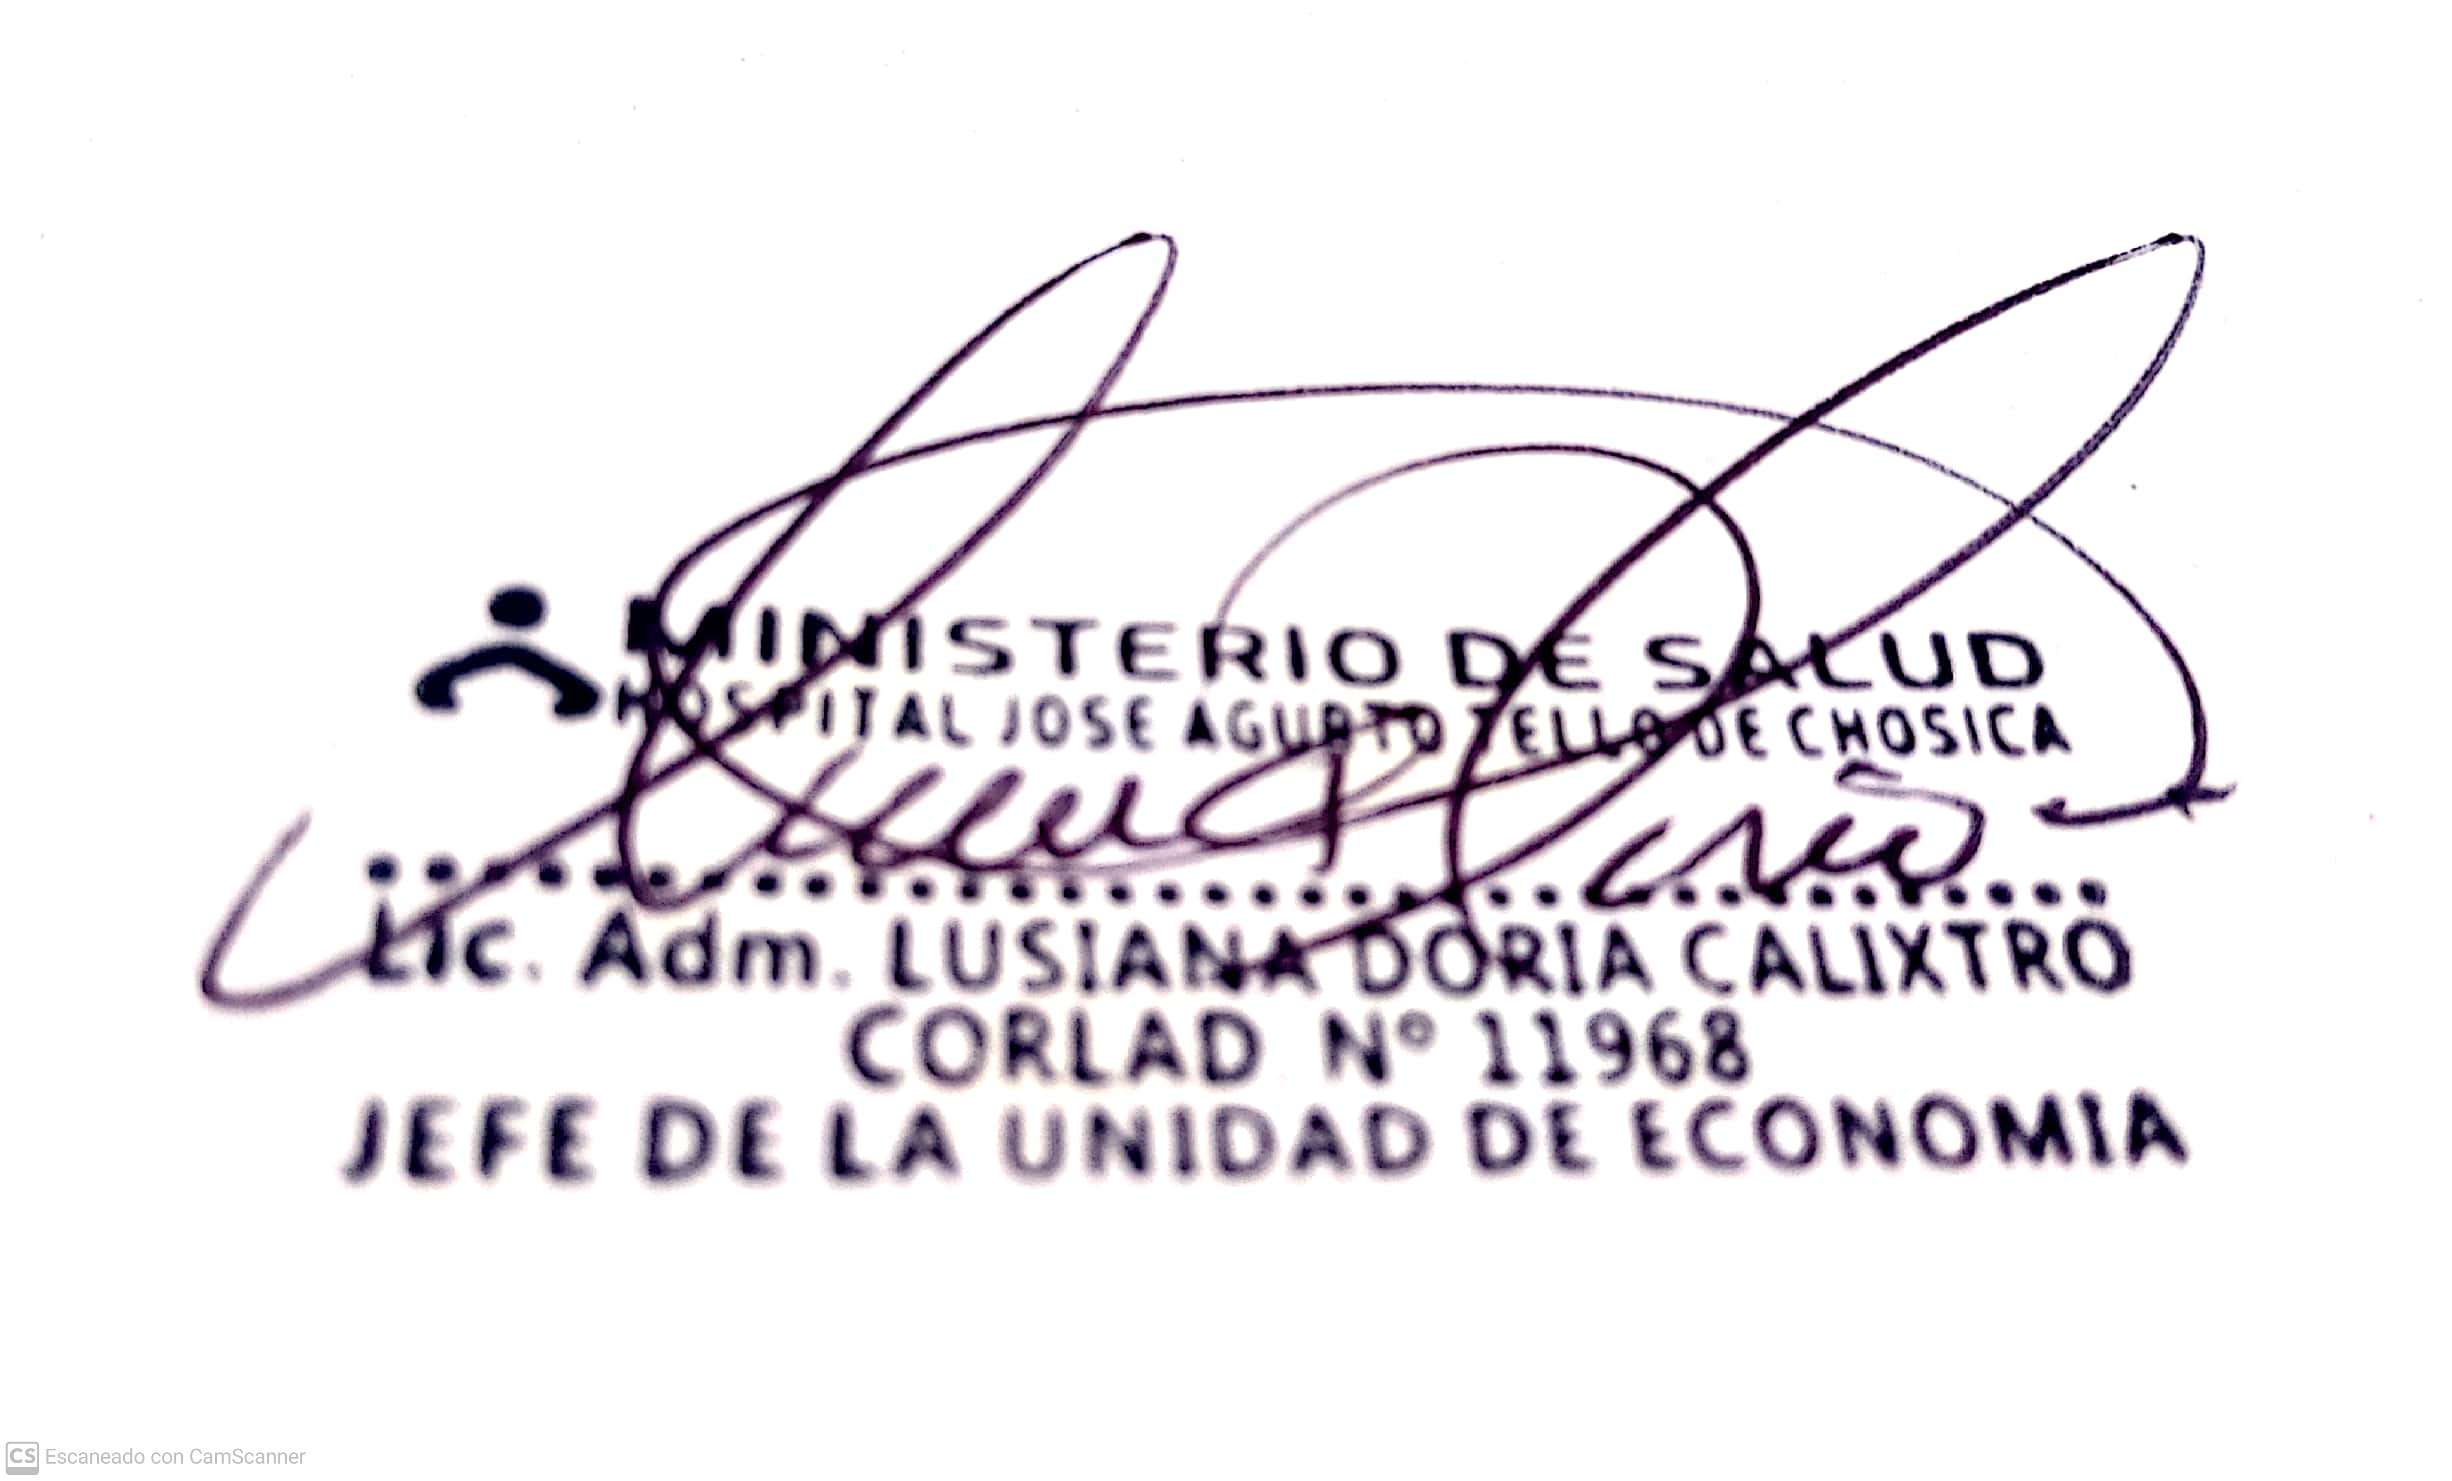 MINISTERIO DE SALUD
HOSPITAL JOSE AGURTO TELLO DE CHOSICA
Lic. Adm. LUSIANA DORIA CALIXTRO
CORLAD Nº 11968
JEFE DE LA UNIDAD DE ECONOMIA
CS Escaneado con CamScanner